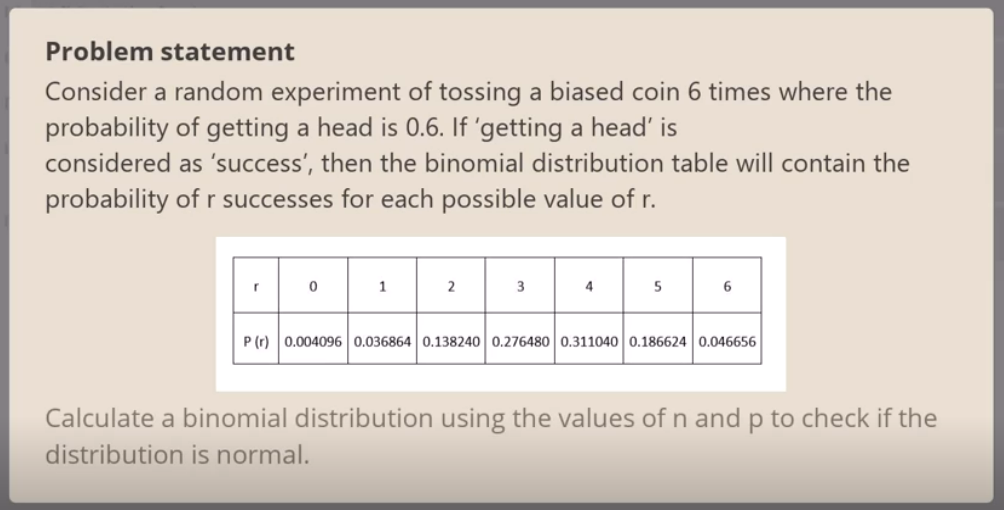 Problem statement
Consider a random experiment of tossing a biased coin 6 times where the
probability of getting a head is 0.6. If ‘getting a head’ is
considered as ‘success’, then the binomial distribution table will contain the
probability of r successes for each possible value of r.
r 0 1 2 3 4 5 6
P (r) 0.004096 0.036864 0.138240 0.276480 0.311040 0.186624 0.046656
Calculate a binomial distribution using the values of n and p to check if the
distribution is normal.